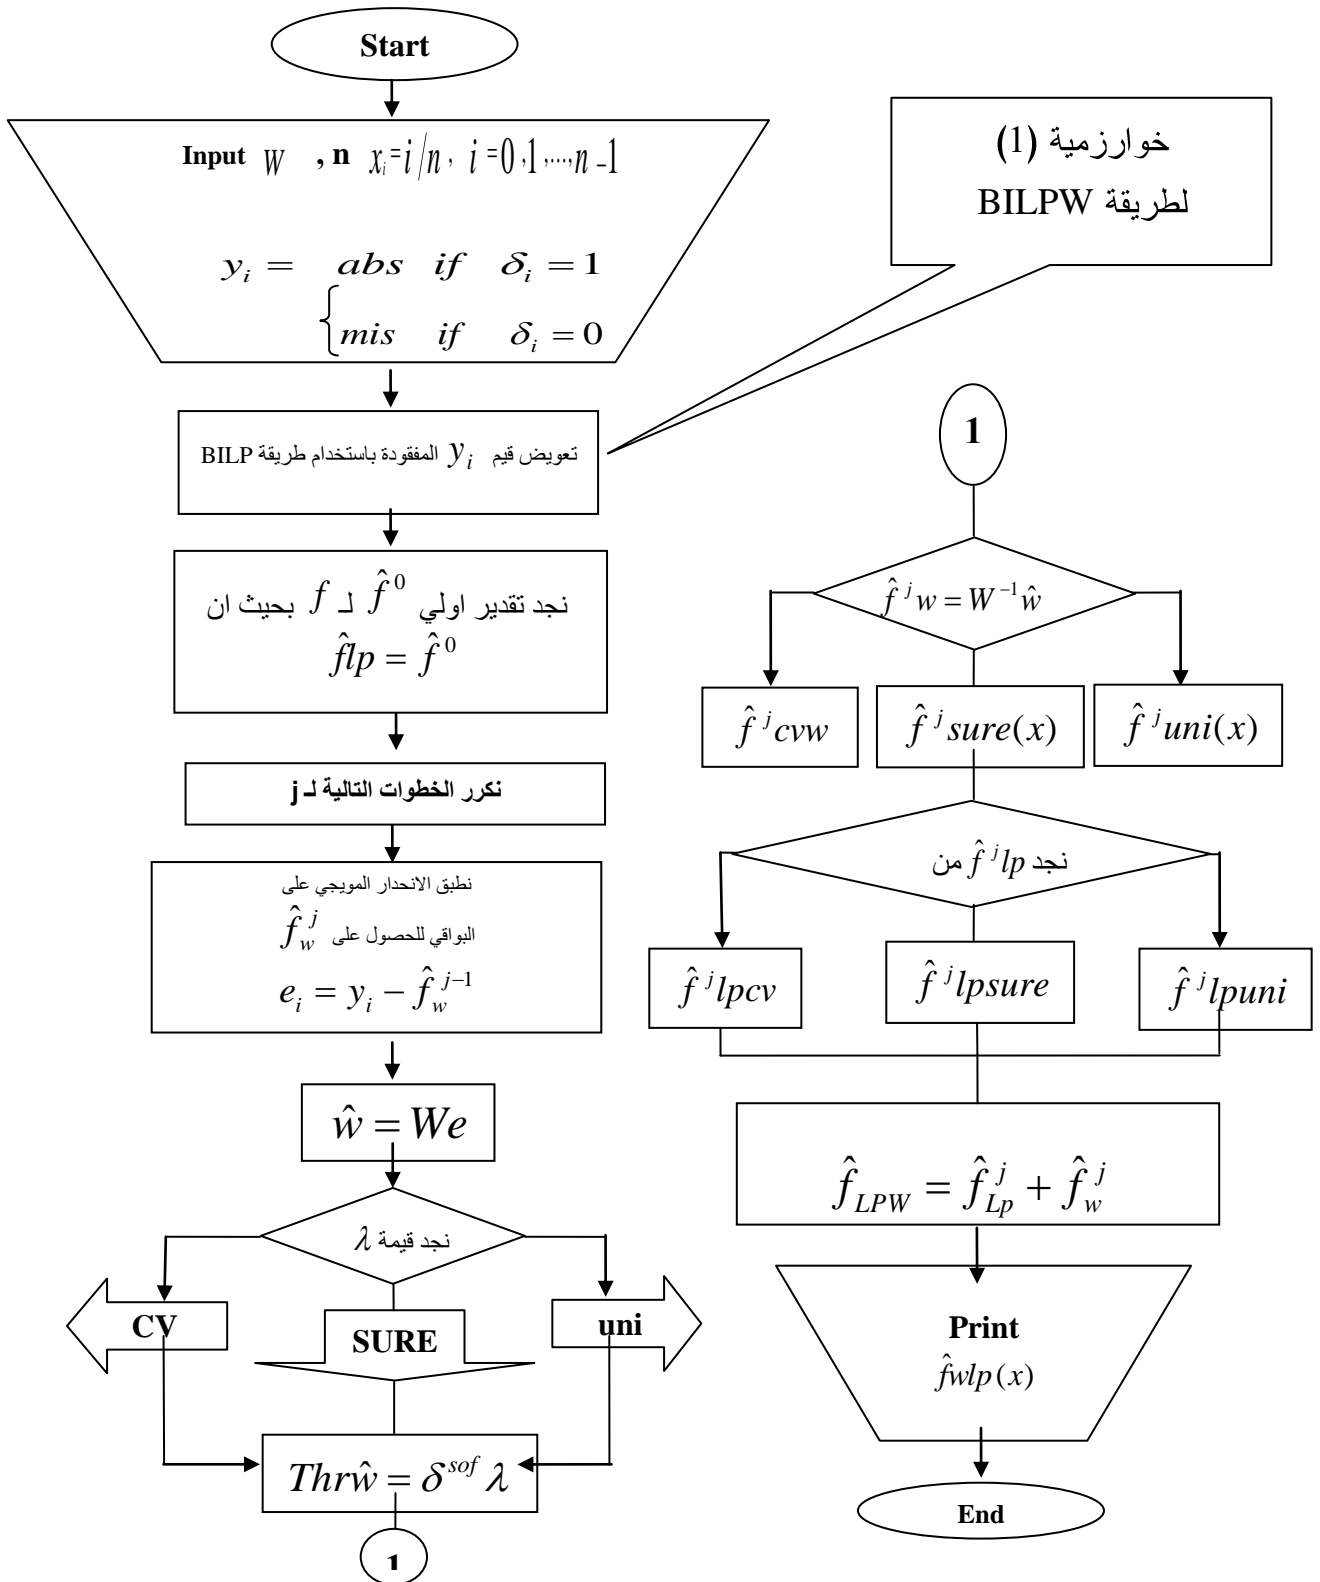 Start
Input W , n x_i = i/n , i = 0,1,...,n-1
y_i = abs if δ_i = 1
{mis if δ_i = 0
خوارزمية (1)
لطريقة BILPW
تعويض قيم y_i المفقودة باستخدام طريقة BILP
نجد تقدير اولي f̂^0 لـ f بحيث ان
f̂lp = f̂^0
نكرر الخطوات التالية لـ j
نطبق الانحدار المويجي على
البواقي للحصول على f̂_w^j
e_i = y_i − f̂_w^{j−1}
ŵ = We
نجد قيمة λ
CV
SURE
uni
Thrŵ = δ^{sof} λ
1
1
f̂^j w = W^{−1} ŵ
f̂^j cvw
f̂^j sure(x)
f̂^j uni(x)
نجد f̂^j lp من
f̂^j lpcv
f̂^j lpsure
f̂^j lpuni
f̂_{LPW} = f̂_{Lp}^j + f̂_w^j
Print
f̂wlp(x)
End